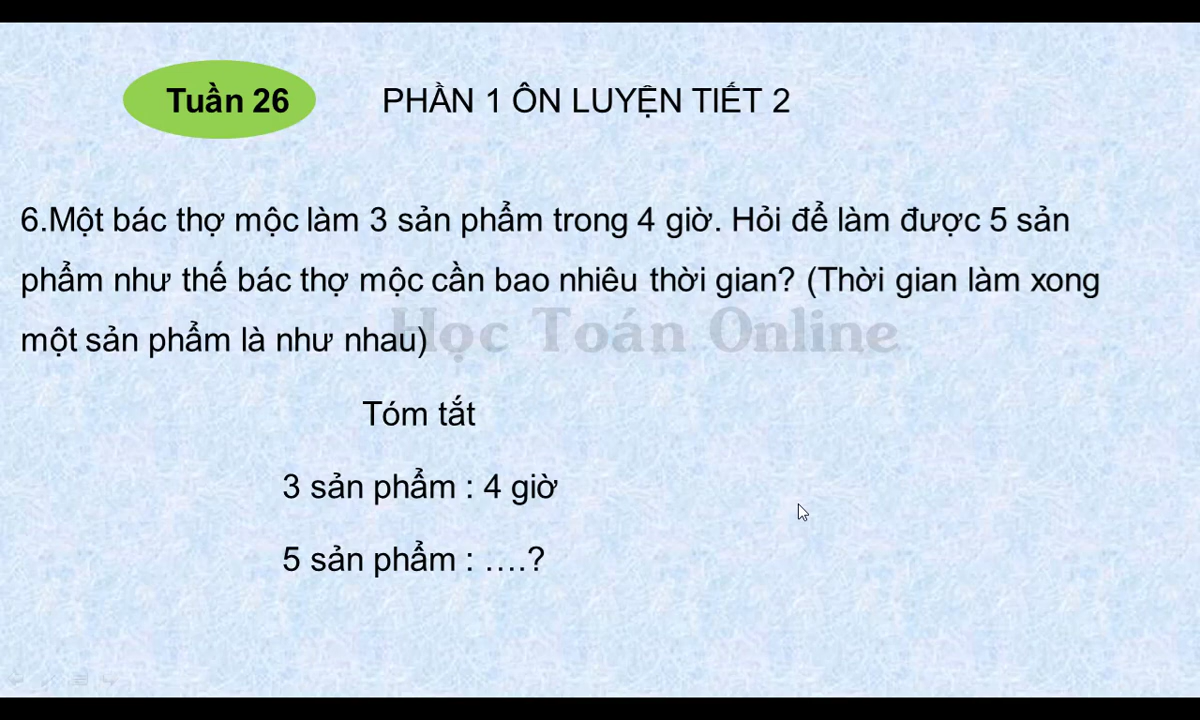 Tuần 26
PHẦN 1 ÔN LUYỆN TIẾT 2
6.Một bác thợ mộc làm 3 sản phẩm trong 4 giờ. Hỏi để làm được 5 sản
phẩm như thế bác thợ mộc cần bao nhiêu thời gian? (Thời gian làm xong
một sản phẩm là như nhau)
Học Toán Online
Tóm tắt
3 sản phẩm : 4 giờ
5 sản phẩm : ….?